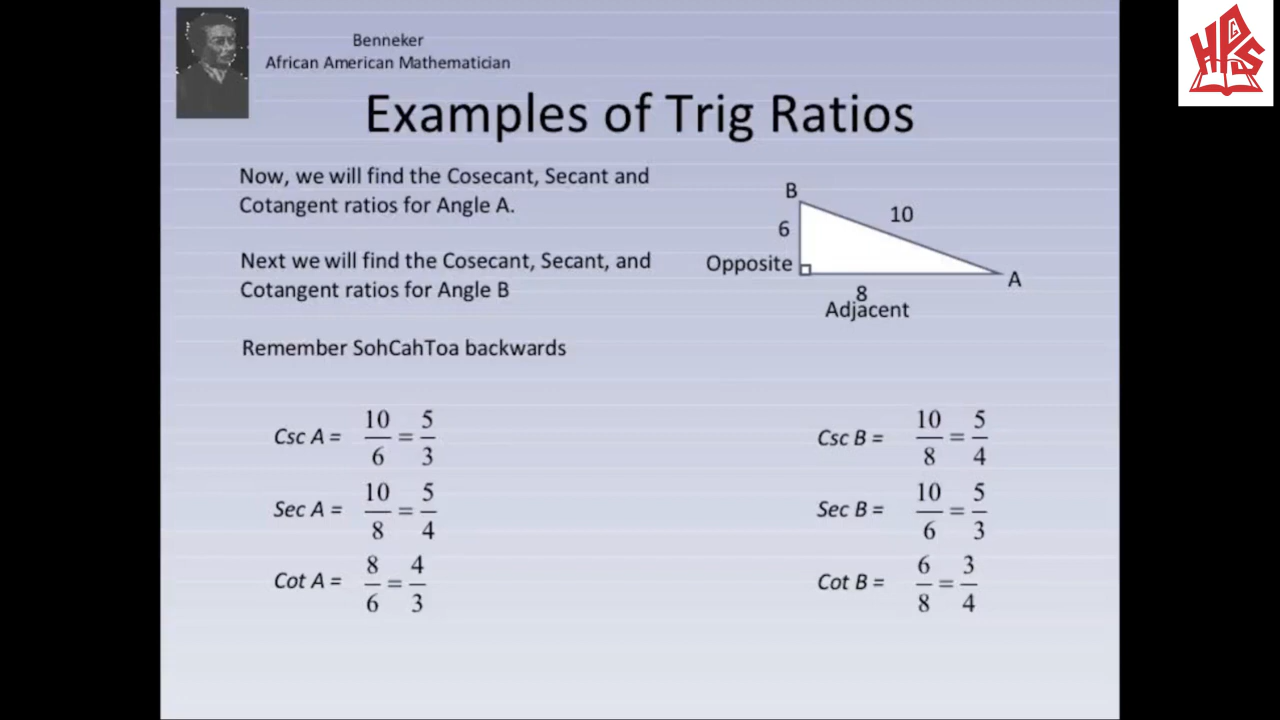 Benneker
African American Mathematician
HPS
Examples of Trig Ratios
Now, we will find the Cosecant, Secant and
Cotangent ratios for Angle A.
Next we will find the Cosecant, Secant, and
Cotangent ratios for Angle B
Remember SohCahToa backwards
B
10
6
Opposite
A
8
Adjacent
Csc A = 10/6 = 5/3
Sec A = 10/8 = 5/4
Cot A = 8/6 = 4/3
Csc B = 10/8 = 5/4
Sec B = 10/6 = 5/3
Cot B = 6/8 = 3/4